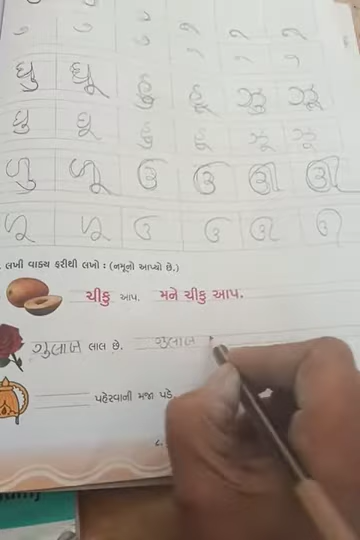 ધુ ધૂ હુ હૂ ઝુ ઝૂ
ધુ ધૂ હુ હૂ ઝૂ ઝૂ
ળુ ળૂ ઉ ઉ ઊ ઊ
ળૂ ળૂ ઉ ઉ ઊ ઊ
લખી વાક્ય ફરીથી લખો : (નમૂનો આપ્યો છે.)
ચીકુ આપ. મને ચીકુ આપ.
ગુલાબ લાલ છે. ગુલાબ
પહેરવાની મજા પડે.